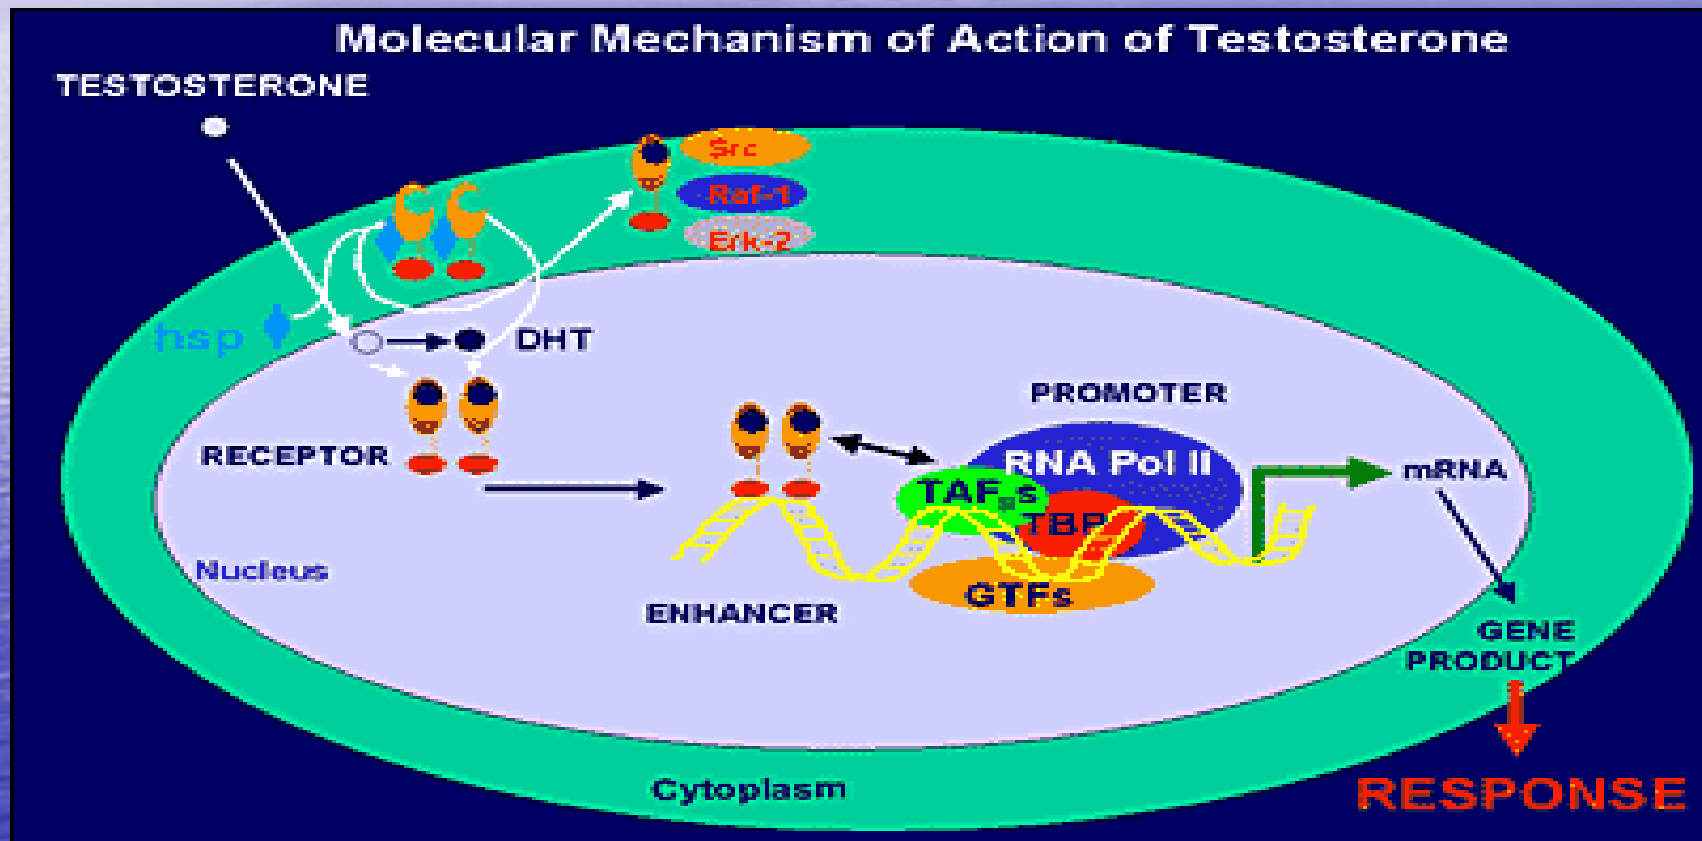 Molecular Mechanism of Action of Testosterone
TESTOSTERONE
Src
Raf-1
Erk-2
hsp
DHT
RECEPTOR
PROMOTER
RNA Pol II
TAF s
TBP
GTFs
mRNA
Nucleus
ENHANCER
GENE
PRODUCT
Cytoplasm
RESPONSE